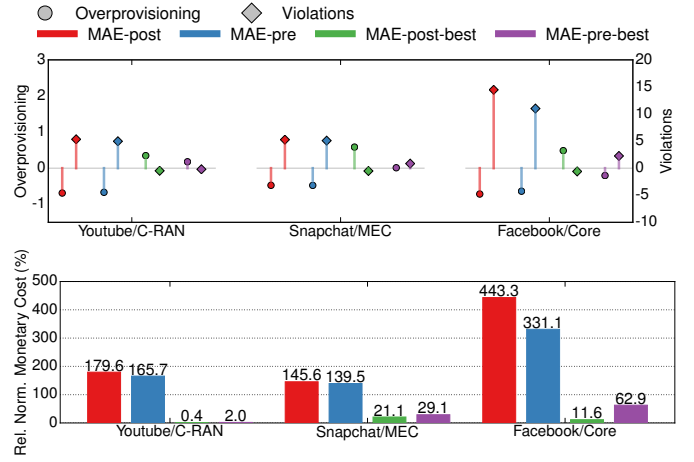 Overprovisioning Violations
MAE-post MAE-pre MAE-post-best MAE-pre-best
Overprovisioning
3
2
1
0
-1
20
15
10
5
0
-5
-10
Violations
Youtube/C-RAN Snapchat/MEC Facebook/Core
Rel. Norm. Monetary Cost (%)
500
400
300
200
100
0
179.6 165.7 0.4 2.0
145.6 139.5 21.1 29.1
443.3 331.1 11.6 62.9
Youtube/C-RAN Snapchat/MEC Facebook/Core